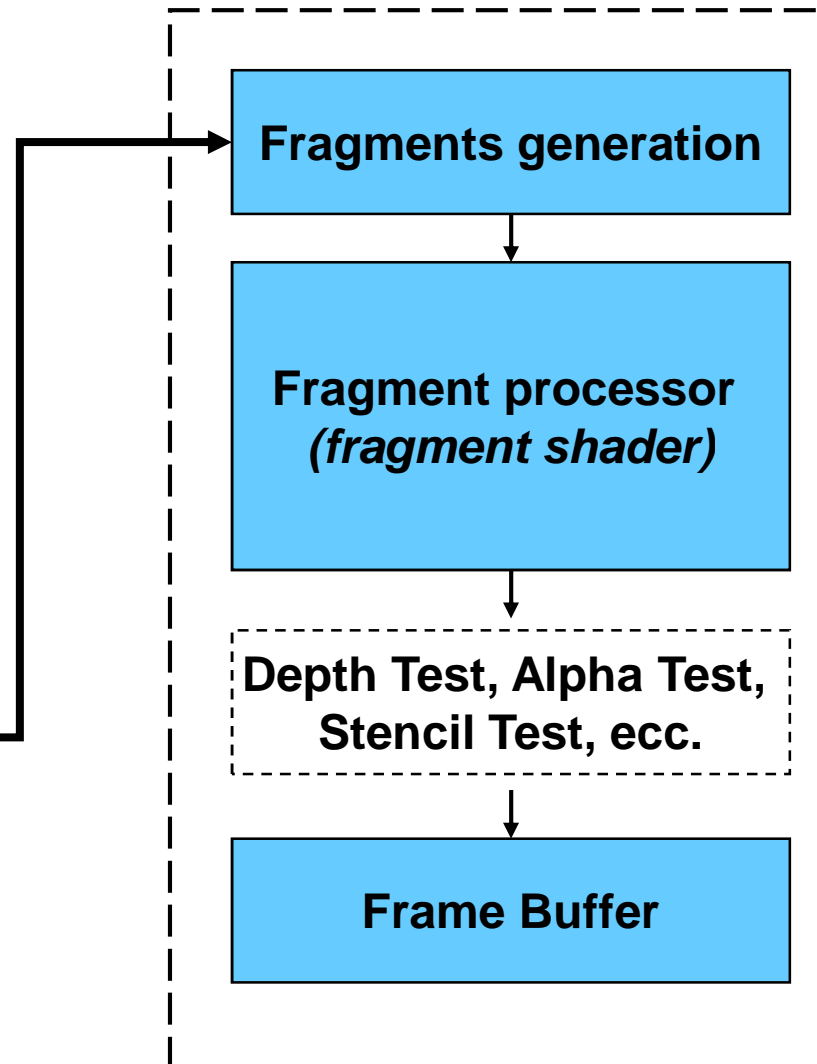 Fragments generation
Fragment processor
(fragment shader)
Depth Test, Alpha Test,
Stencil Test, ecc.
Frame Buffer